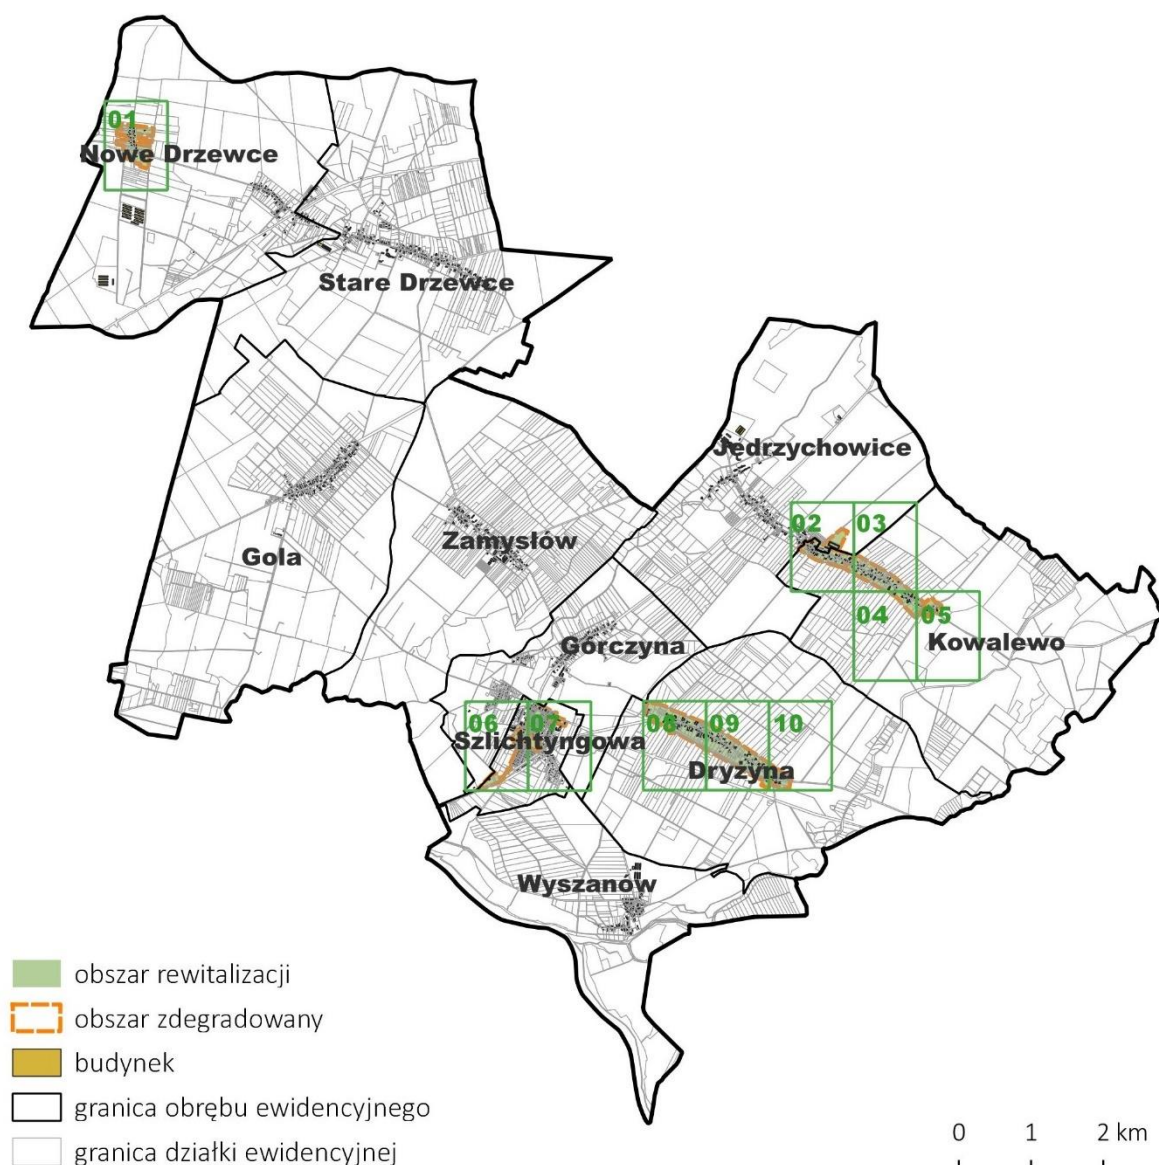 01
Nowe Drzewce
Stare Drzewce
Jędrzychowice
02 03
Zamysłów
Gola
04 05
Górczyna
Kowalewo
06 07 08 09 10
Szlichtyngowa
Dryżyna
Wyszanów
obszar rewitalizacji
obszar zdegradowany
budynek
granica obrębu ewidencyjnego
granica działki ewidencyjnej
0 1 2 km